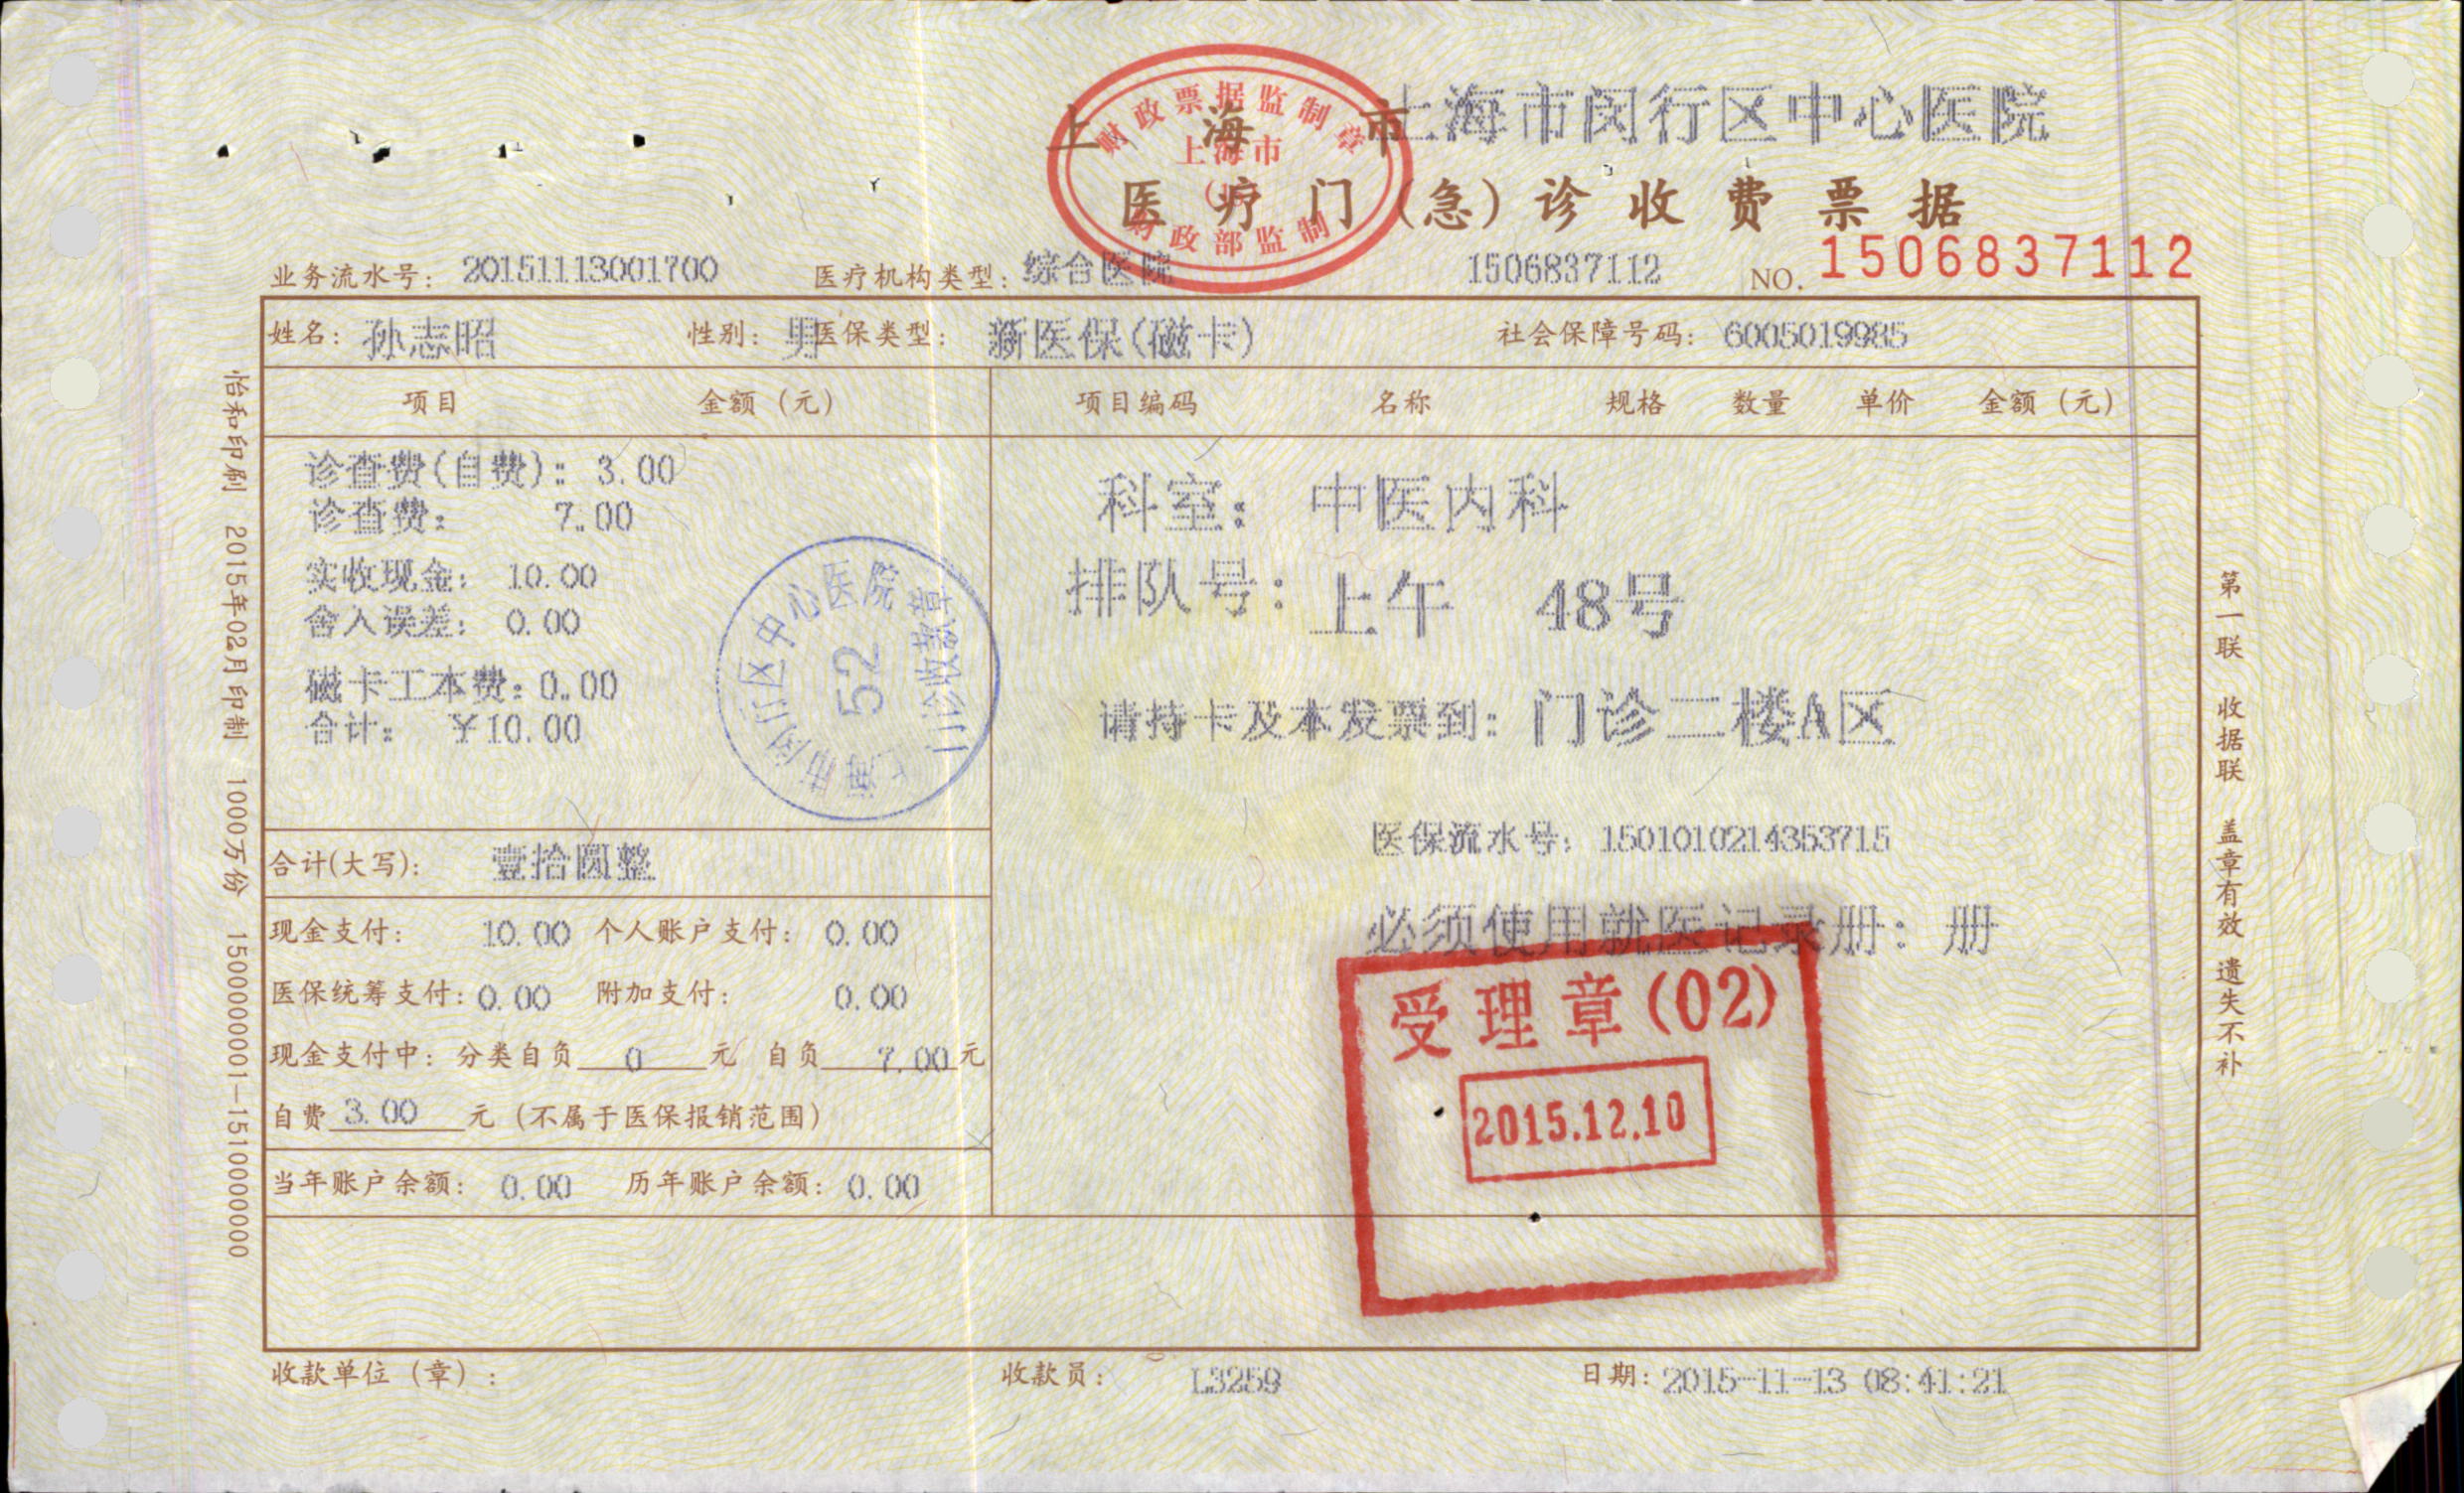 财政票据监制章
上海市
财政部监制
上海市 上海市闵行区中心医院
医疗门(急)诊收费票据
业务流水号: 20151113001700 医疗机构类型: 综合医院 1506837112 NO. 1506837112
姓名: 孙志昭 性别: 男 医保类型: 新医保(磁卡) 社会保障号码: 6005019985
项目 金额(元) 项目编码 名称 规格 数量 单价 金额(元)
诊查费(自费): 3.00
诊查费: 7.00
实收现金: 10.00
舍入误差: 0.00
磁卡工本费: 0.00
合计: ¥10.00
上海市闵行区中心医院
52
门诊收款章
科室: 中医内科
排队号: 上午 48号
请持卡及本发票到: 门诊二楼A区
医保流水号: 1501010214353715
必须使用就医记录册: 册
受理章(02)
2015.12.10
合计(大写): 壹拾圆整
现金支付: 10.00 个人账户支付: 0.00
医保统筹支付: 0.00 附加支付: 0.00
现金支付中: 分类自负 0 元 自负 7.00 元
自费 3.00 元 (不属于医保报销范围)
当年账户余额: 0.00 历年账户余额: 0.00
收款单位(章): 收款员: L3259 日期: 2015-11-13 08:41:21
怡和印刷 2015年02月印制 1000万份 1500000001-1510000000
第一联 收据联 盖章有效 遗失不补